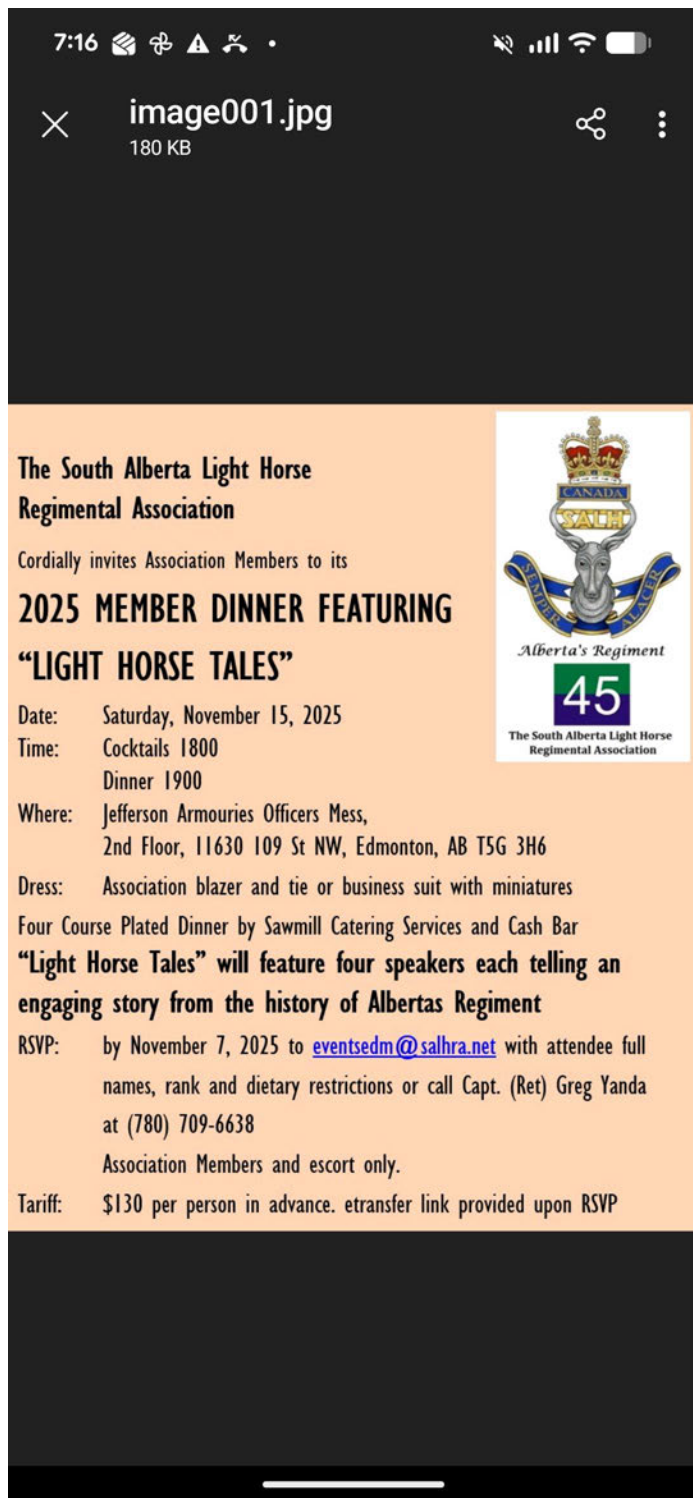 7:16
image001.jpg
180 KB
The South Alberta Light Horse
Regimental Association
Cordially invites Association Members to its
2025 MEMBER DINNER FEATURING
“LIGHT HORSE TALES”
CANADA
SALH
SEMPER ALACER
Alberta's Regiment
45
The South Alberta Light Horse
Regimental Association
Date: Saturday, November 15, 2025
Time: Cocktails 1800
Dinner 1900
Where: Jefferson Armouries Officers Mess,
2nd Floor, 11630 109 St NW, Edmonton, AB T5G 3H6
Dress: Association blazer and tie or business suit with miniatures
Four Course Plated Dinner by Sawmill Catering Services and Cash Bar
“Light Horse Tales” will feature four speakers each telling an
engaging story from the history of Albertas Regiment
RSVP: by November 7, 2025 to eventsedm@salhra.net with attendee full
names, rank and dietary restrictions or call Capt. (Ret) Greg Yanda
at (780) 709-6638
Association Members and escort only.
Tariff: $130 per person in advance. etransfer link provided upon RSVP